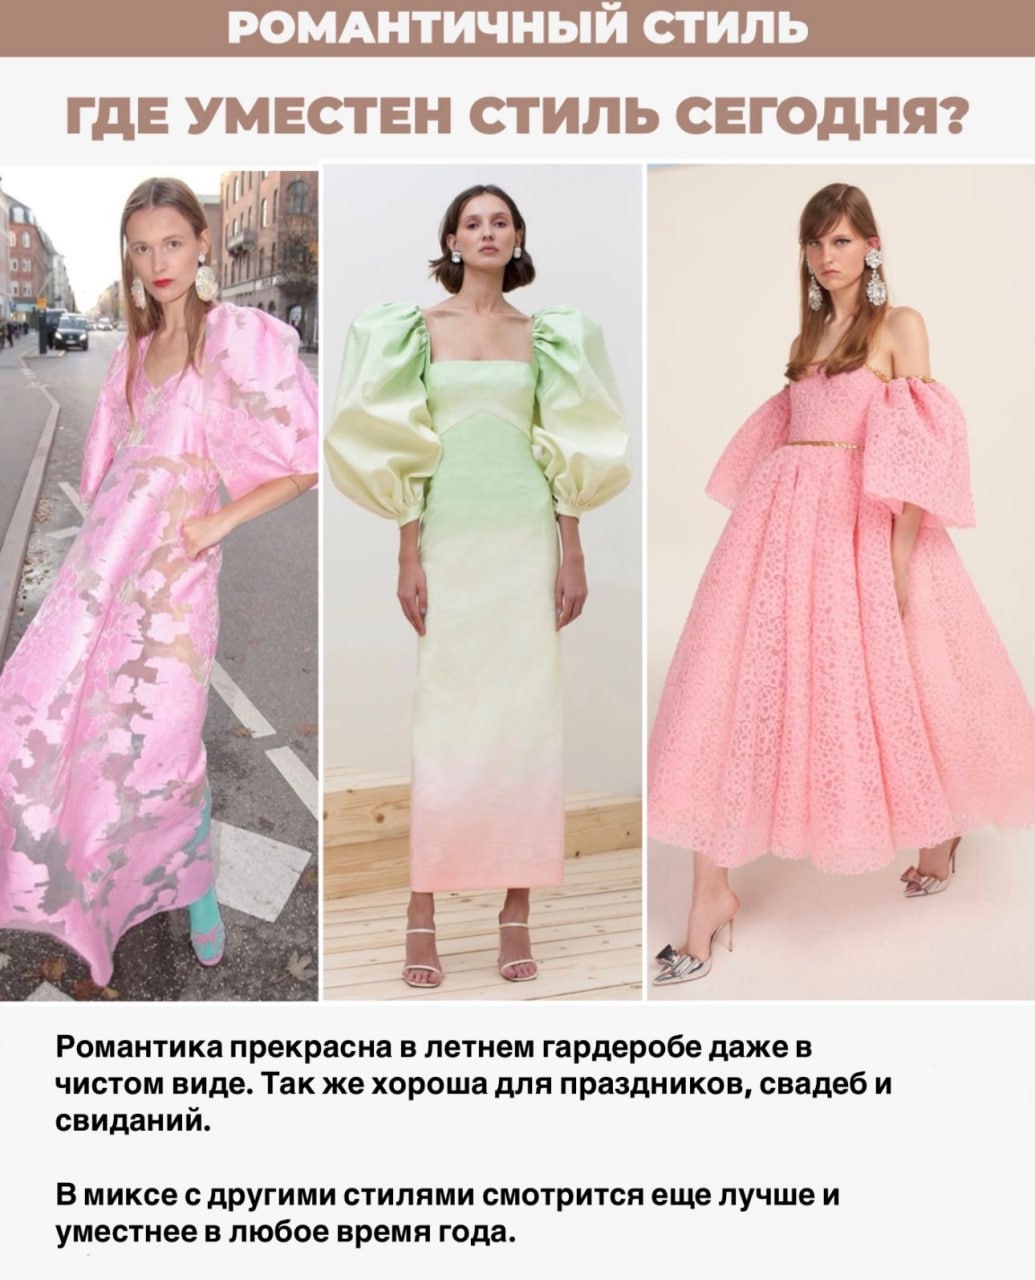 РОМАНТИЧНЫЙ СТИЛЬ
ГДЕ УМЕСТЕН СТИЛЬ СЕГОДНЯ?
Романтика прекрасна в летнем гардеробе даже в
чистом виде. Так же хороша для праздников, свадеб и
свиданий.
В миксе с другими стилями смотрится еще лучше и
уместнее в любое время года.